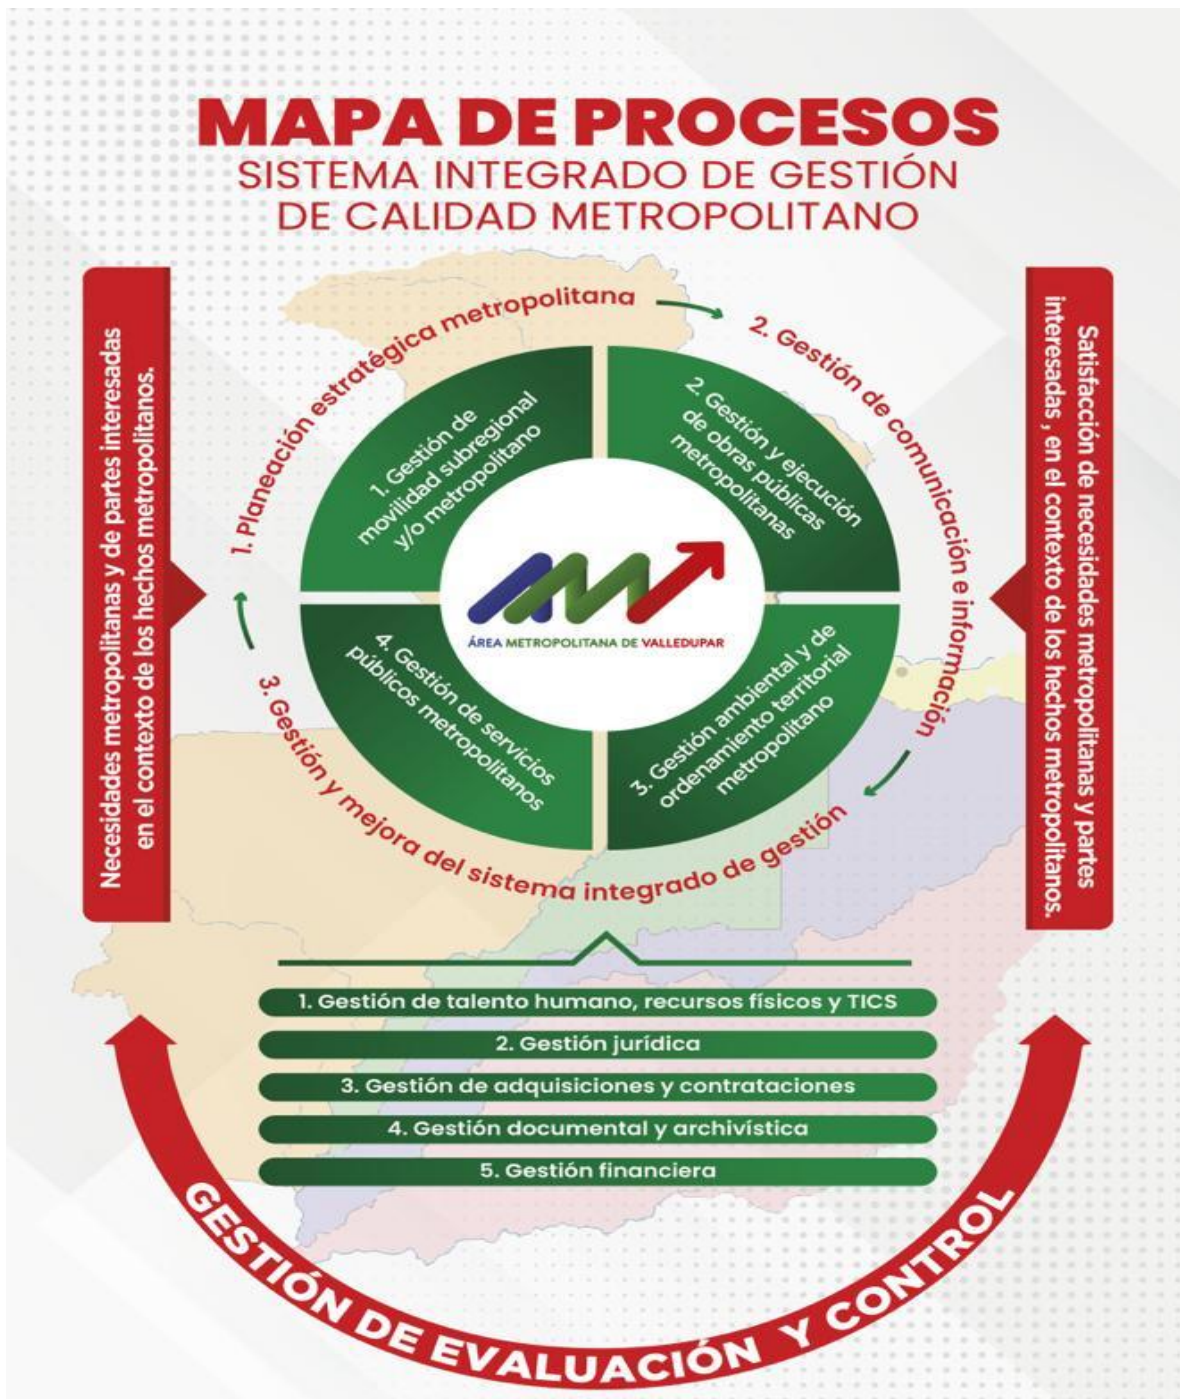 MAPA DE PROCESOS
SISTEMA INTEGRADO DE GESTIÓN
DE CALIDAD METROPOLITANO
Necesidades metropolitanas y de partes interesadas
en el contexto de los hechos metropolitanos.
1. Planeación estratégica metropolitana
2. Gestión de comunicación e información
3. Gestión y mejora del sistema integrado de gestión
1. Gestión de
movilidad subregional
y/o metropolitano
2. Gestión y ejecución
de obras públicas
metropolitanas
3. Gestión ambiental y de
ordenamiento territorial
metropolitano
4. Gestión de servicios
públicos metropolitanos
ÁREA METROPOLITANA DE VALLEDUPAR
Satisfacción de necesidades metropolitanas y partes
interesadas , en el contexto de los hechos metropolitanos.
1. Gestión de talento humano, recursos físicos y TICS
2. Gestión jurídica
3. Gestión de adquisiciones y contrataciones
4. Gestión documental y archivística
5. Gestión financiera
GESTIÓN DE EVALUACIÓN Y CONTROL